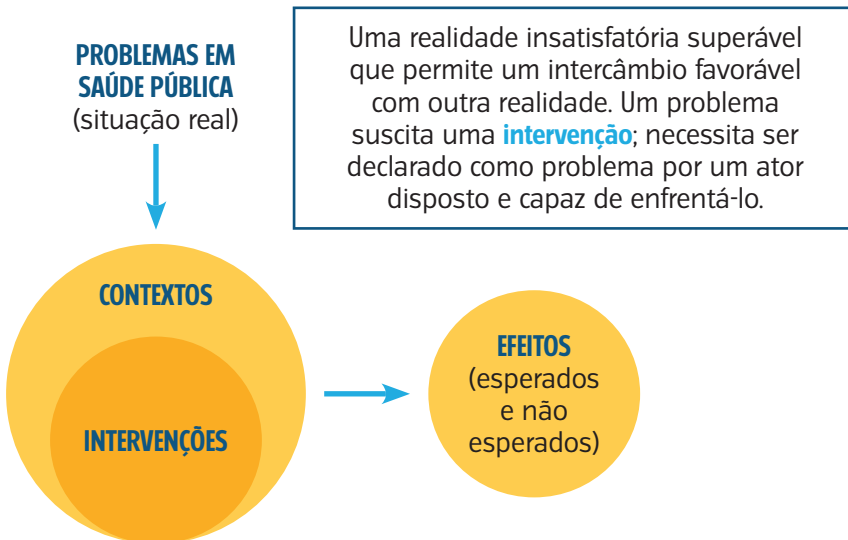 PROBLEMAS EM
SAÚDE PÚBLICA
(situação real)
Uma realidade insatisfatória superável
que permite um intercâmbio favorável
com outra realidade. Um problema
suscita uma intervenção; necessita ser
declarado como problema por um ator
disposto e capaz de enfrentá-lo.
CONTEXTOS
INTERVENÇÕES
EFEITOS
(esperados
e não
esperados)